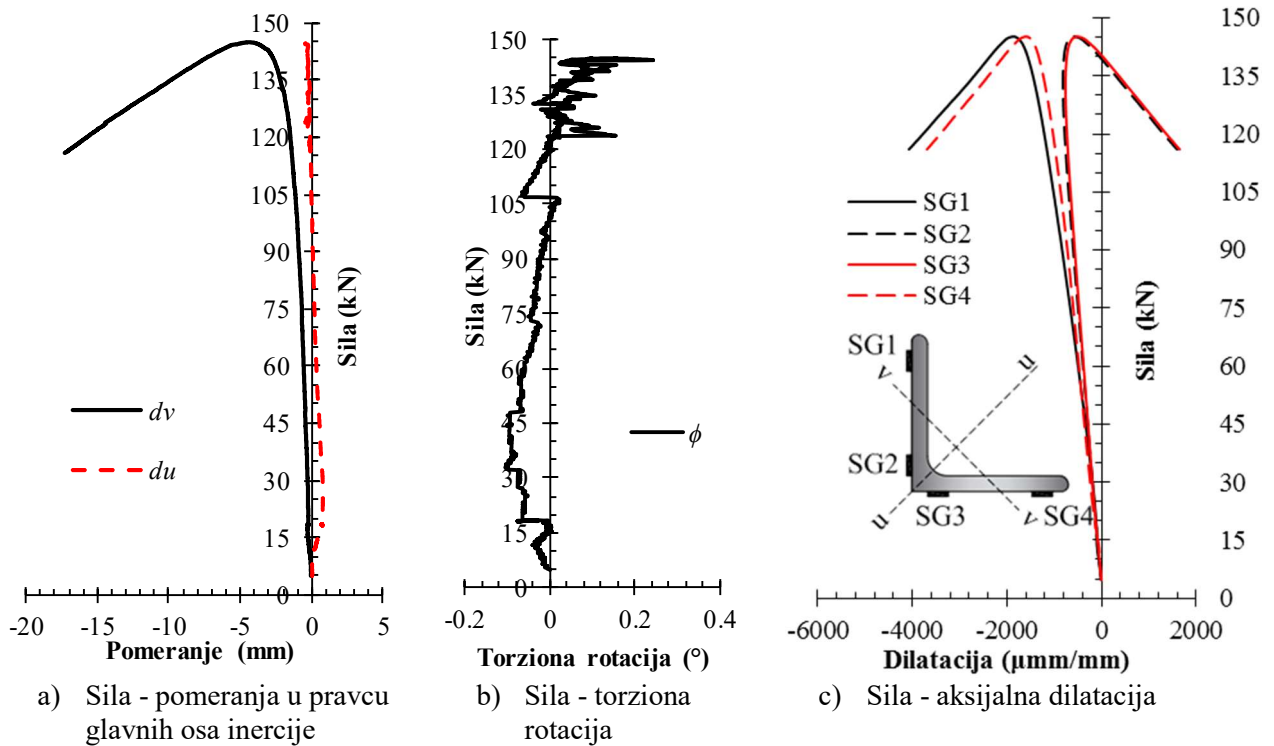 150
135
120
105
90
75
60
45
30
15
0
Sila (kN)
dv
du
-20 -15 -10 -5 0 5
Pomeranje (mm)
a) Sila - pomeranja u pravcu
glavnih osa inercije
150
135
120
105
90
75
60
45
30
15
0
Sila (kN)
ϕ
-0.2 0 0.2 0.4
Torziona rotacija (°)
b) Sila - torziona
rotacija
150
135
120
105
90
75
60
45
30
15
0
Sila (kN)
SG1
SG2
SG3
SG4
SG1
v
u
SG2
u
SG3
v
SG4
-6000 -4000 -2000 0 2000
Dilatacija (μmm/mm)
c) Sila - aksijalna dilatacija